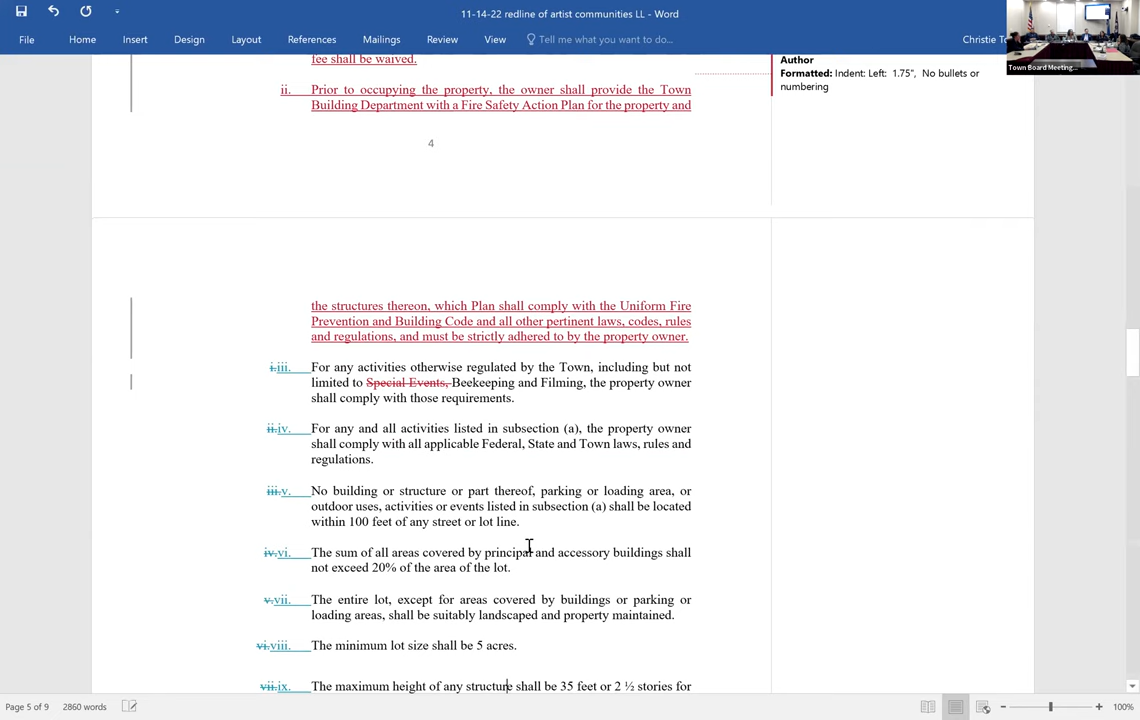 11-14-22 redline of artist communities LL - Word
File Home Insert Design Layout References Mailings Review View Tell me what you want to do... Christie
Town Board Meeting...
fee shall be waived.
Author
Formatted: Indent: Left: 1.75", No bullets or
numbering
ii. Prior to occupying the property, the owner shall provide the Town
Building Department with a Fire Safety Action Plan for the property and
4
the structures thereon, which Plan shall comply with the Uniform Fire
Prevention and Building Code and all other pertinent laws, codes, rules
and regulations, and must be strictly adhered to by the property owner.
i.iii. For any activities otherwise regulated by the Town, including but not
limited to Special Events, Beekeeping and Filming, the property owner
shall comply with those requirements.
ii.iv. For any and all activities listed in subsection (a), the property owner
shall comply with all applicable Federal, State and Town laws, rules and
regulations.
iii.v. No building or structure or part thereof, parking or loading area, or
outdoor uses, activities or events listed in subsection (a) shall be located
within 100 feet of any street or lot line.
iv.vi. The sum of all areas covered by principal and accessory buildings shall
not exceed 20% of the area of the lot.
v.vii. The entire lot, except for areas covered by buildings or parking or
loading areas, shall be suitably landscaped and property maintained.
vi.viii. The minimum lot size shall be 5 acres.
vii.ix. The maximum height of any structure shall be 35 feet or 2 ½ stories for
Page 5 of 9 2860 words 100%